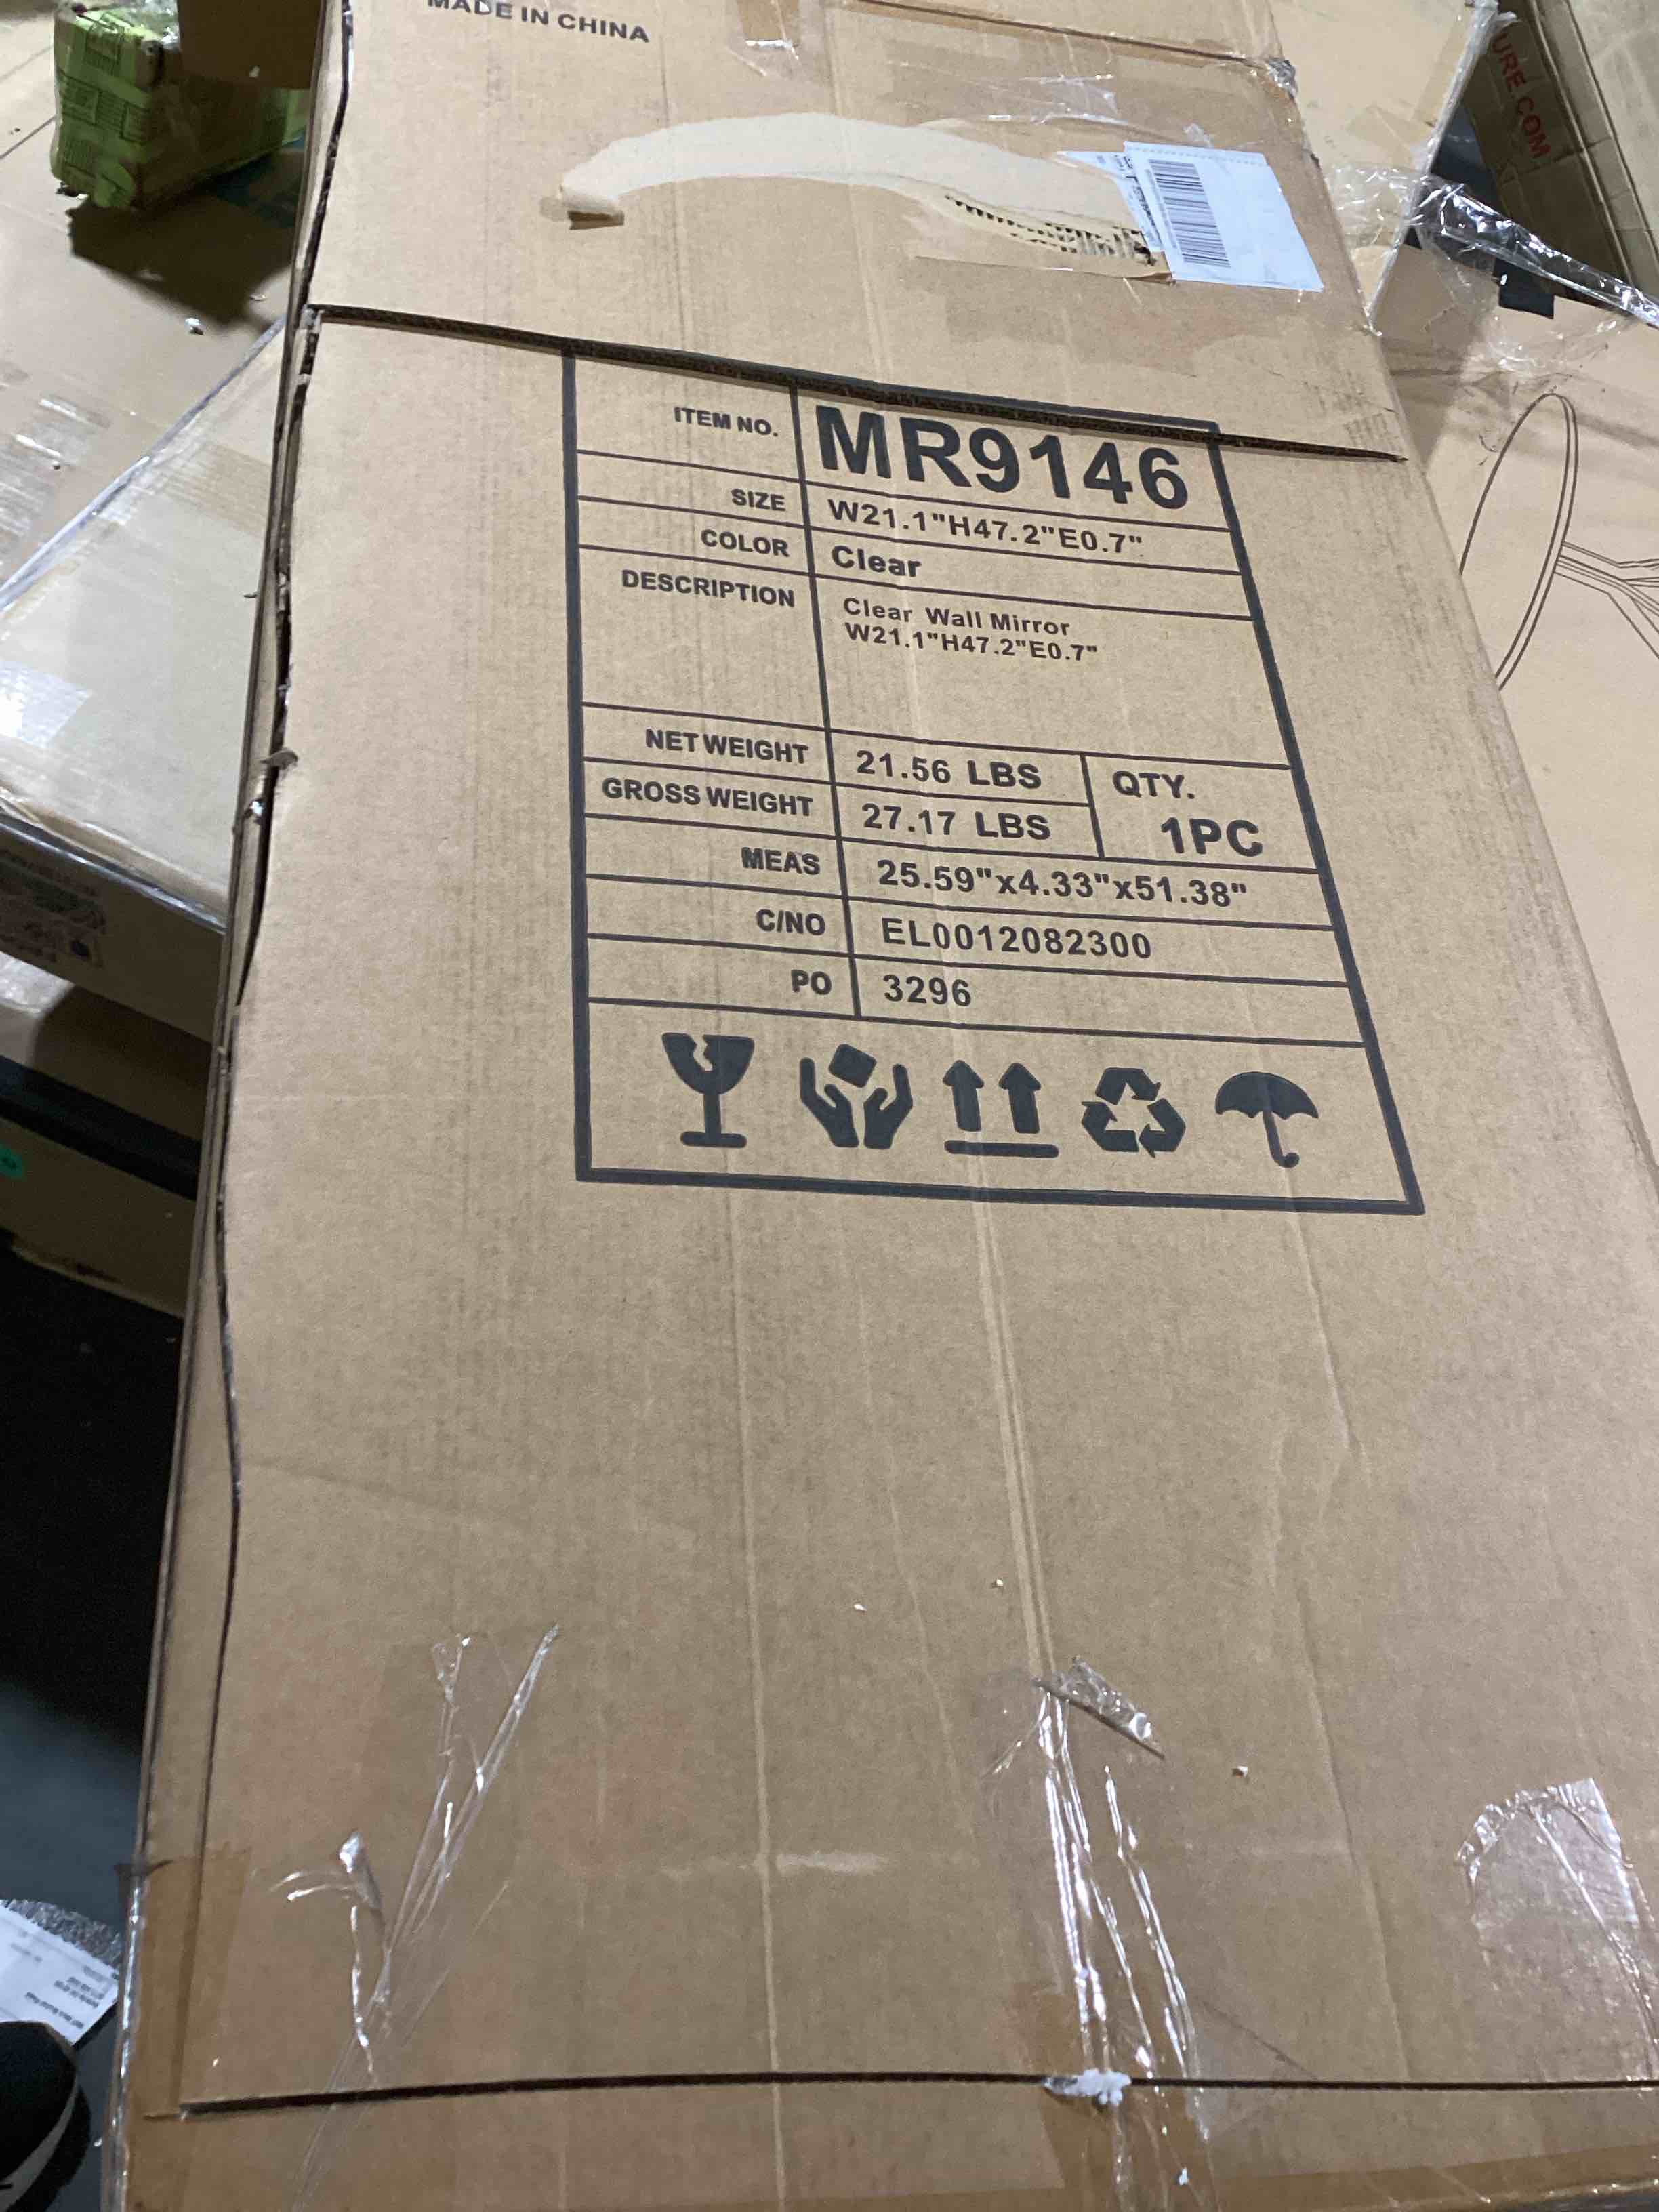 MADE IN CHINA
URE.COM
ITEM NO. MR9146
SIZE W21.1"H47.2"E0.7"
COLOR Clear
DESCRIPTION Clear Wall Mirror
W21.1"H47.2"E0.7"
NET WEIGHT 21.56 LBS QTY.
GROSS WEIGHT 27.17 LBS 1PC
MEAS 25.59"x4.33"x51.38"
C/NO EL0012082300
PO 3296